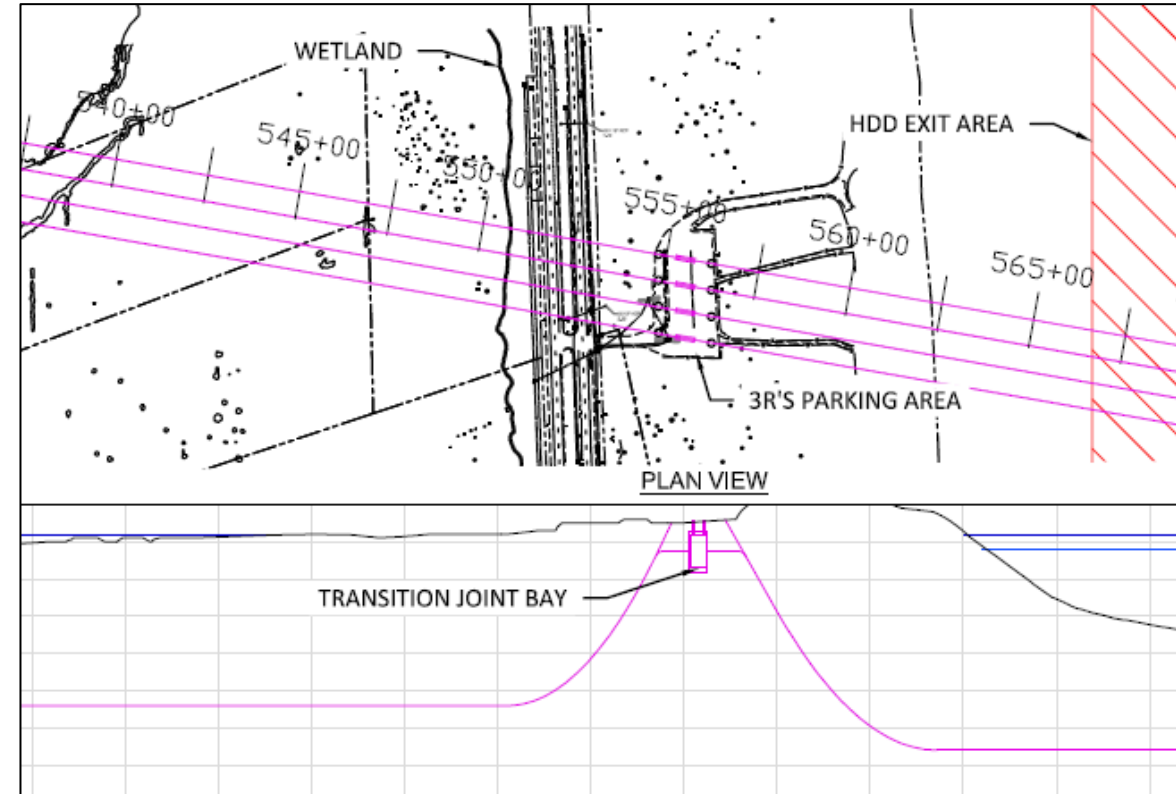 WETLAND
HDD EXIT AREA
540+00
545+00
550+00
555+00
560+00
565+00
3R'S PARKING AREA
PLAN VIEW
TRANSITION JOINT BAY